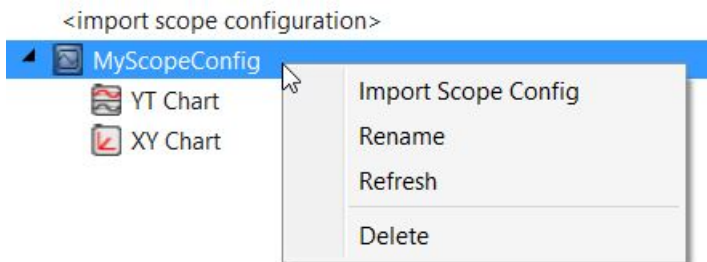 <import scope configuration>
MyScopeConfig
YT Chart
XY Chart
Import Scope Config
Rename
Refresh
Delete